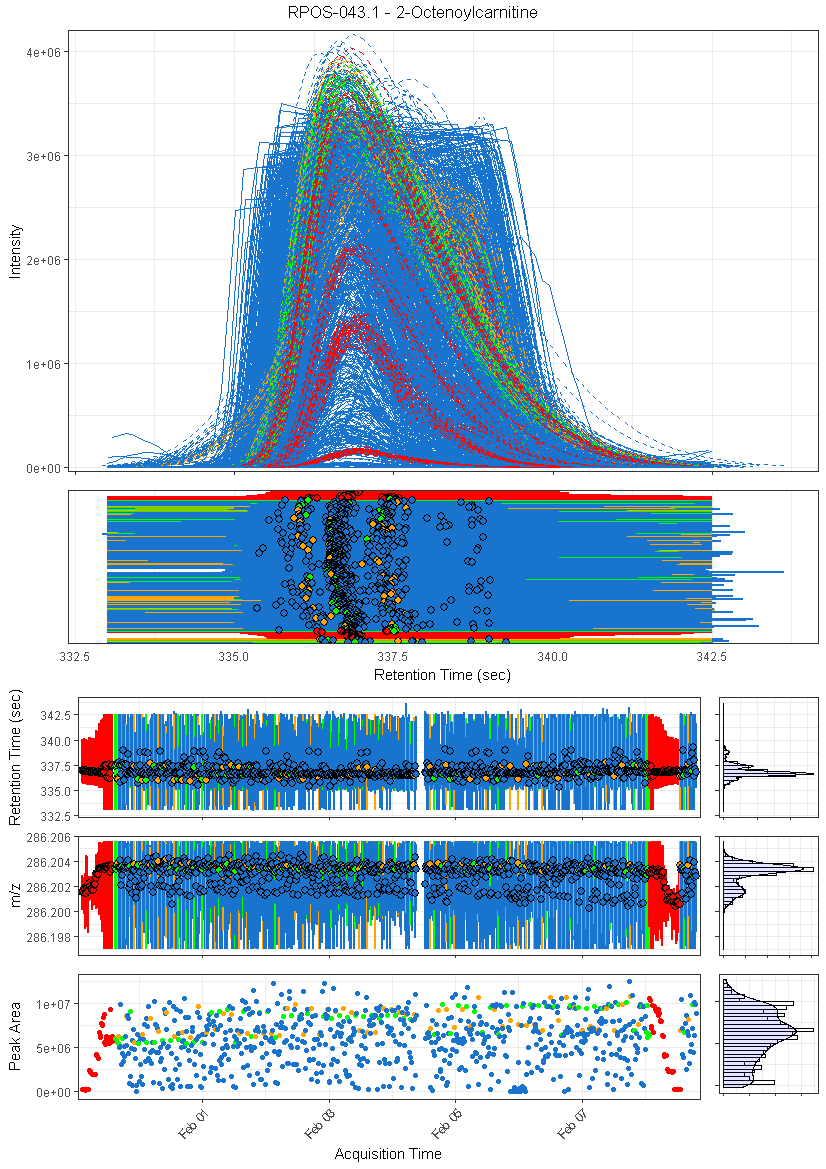 RPOS-043.1 - 2-Octenoylcarnitine
4e+06
3e+06
2e+06
1e+06
0e+00
Intensity
332.5 335.0 337.5 340.0 342.5
Retention Time (sec)
342.5
340.0
337.5
335.0
332.5
Retention Time (sec)
286.206
286.204
286.202
286.200
286.198
m/z
1e+07
5e+06
0e+00
Peak Area
Feb 01 Feb 03 Feb 05 Feb 07
Acquisition Time